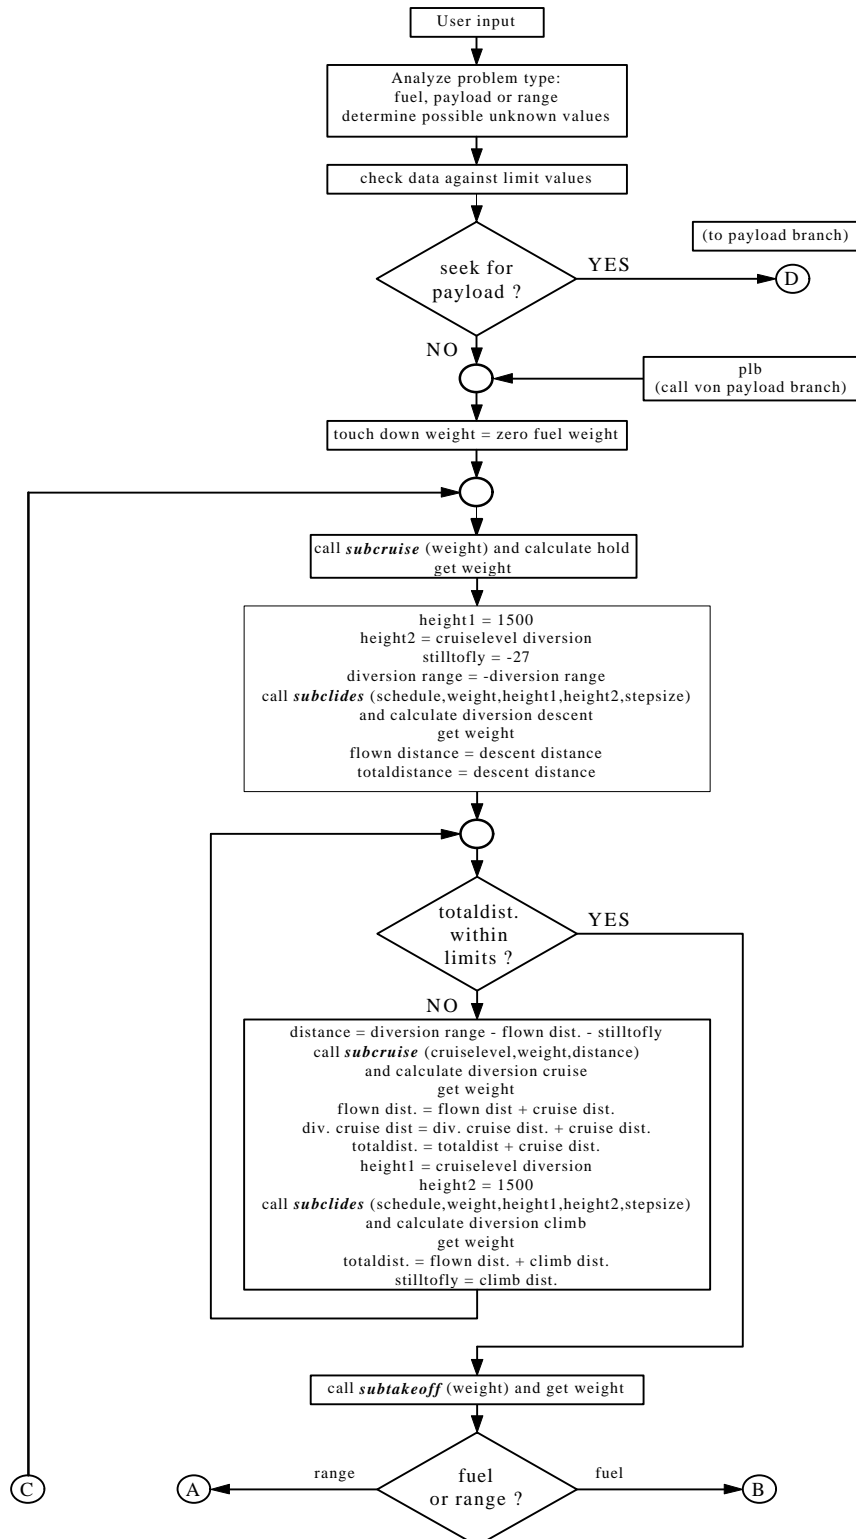 User input
Analyze problem type:
fuel, payload or range
determine possible unknown values
check data against limit values
(to payload branch)
seek for
payload ?
YES
D
NO
plb
(call von payload branch)
touch down weight = zero fuel weight
call subcruise (weight) and calculate hold
get weight
height1 = 1500
height2 = cruiselevel diversion
stilltofly = -27
diversion range = -diversion range
call subclides (schedule,weight,height1,height2,stepsize)
and calculate diversion descent
get weight
flown distance = descent distance
totaldistance = descent distance
totaldist.
within
limits ?
YES
NO
distance = diversion range - flown dist. - stilltofly
call subcruise (cruiselevel,weight,distance)
and calculate diversion cruise
get weight
flown dist. = flown dist + cruise dist.
div. cruise dist = div. cruise dist. + cruise dist.
totaldist. = totaldist + cruise dist.
height1 = cruiselevel diversion
height2 = 1500
call subclides (schedule,weight,height1,height2,stepsize)
and calculate diversion climb
get weight
totaldist. = flown dist. + climb dist.
stilltofly = climb dist.
call subtakeoff (weight) and get weight
C
A
range
fuel
or range ?
fuel
B